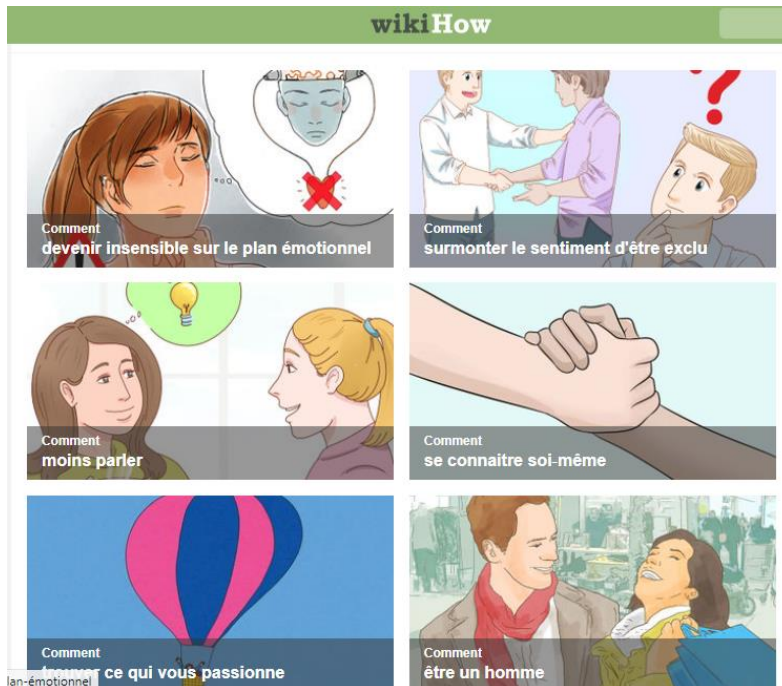 wikiHow
Comment
devenir insensible sur le plan émotionnel
?
Comment
surmonter le sentiment d'être exclu
Comment
moins parler
Comment
se connaitre soi-même
Comment
trouver ce qui vous passionne
Comment
être un homme
lan-émotionnel